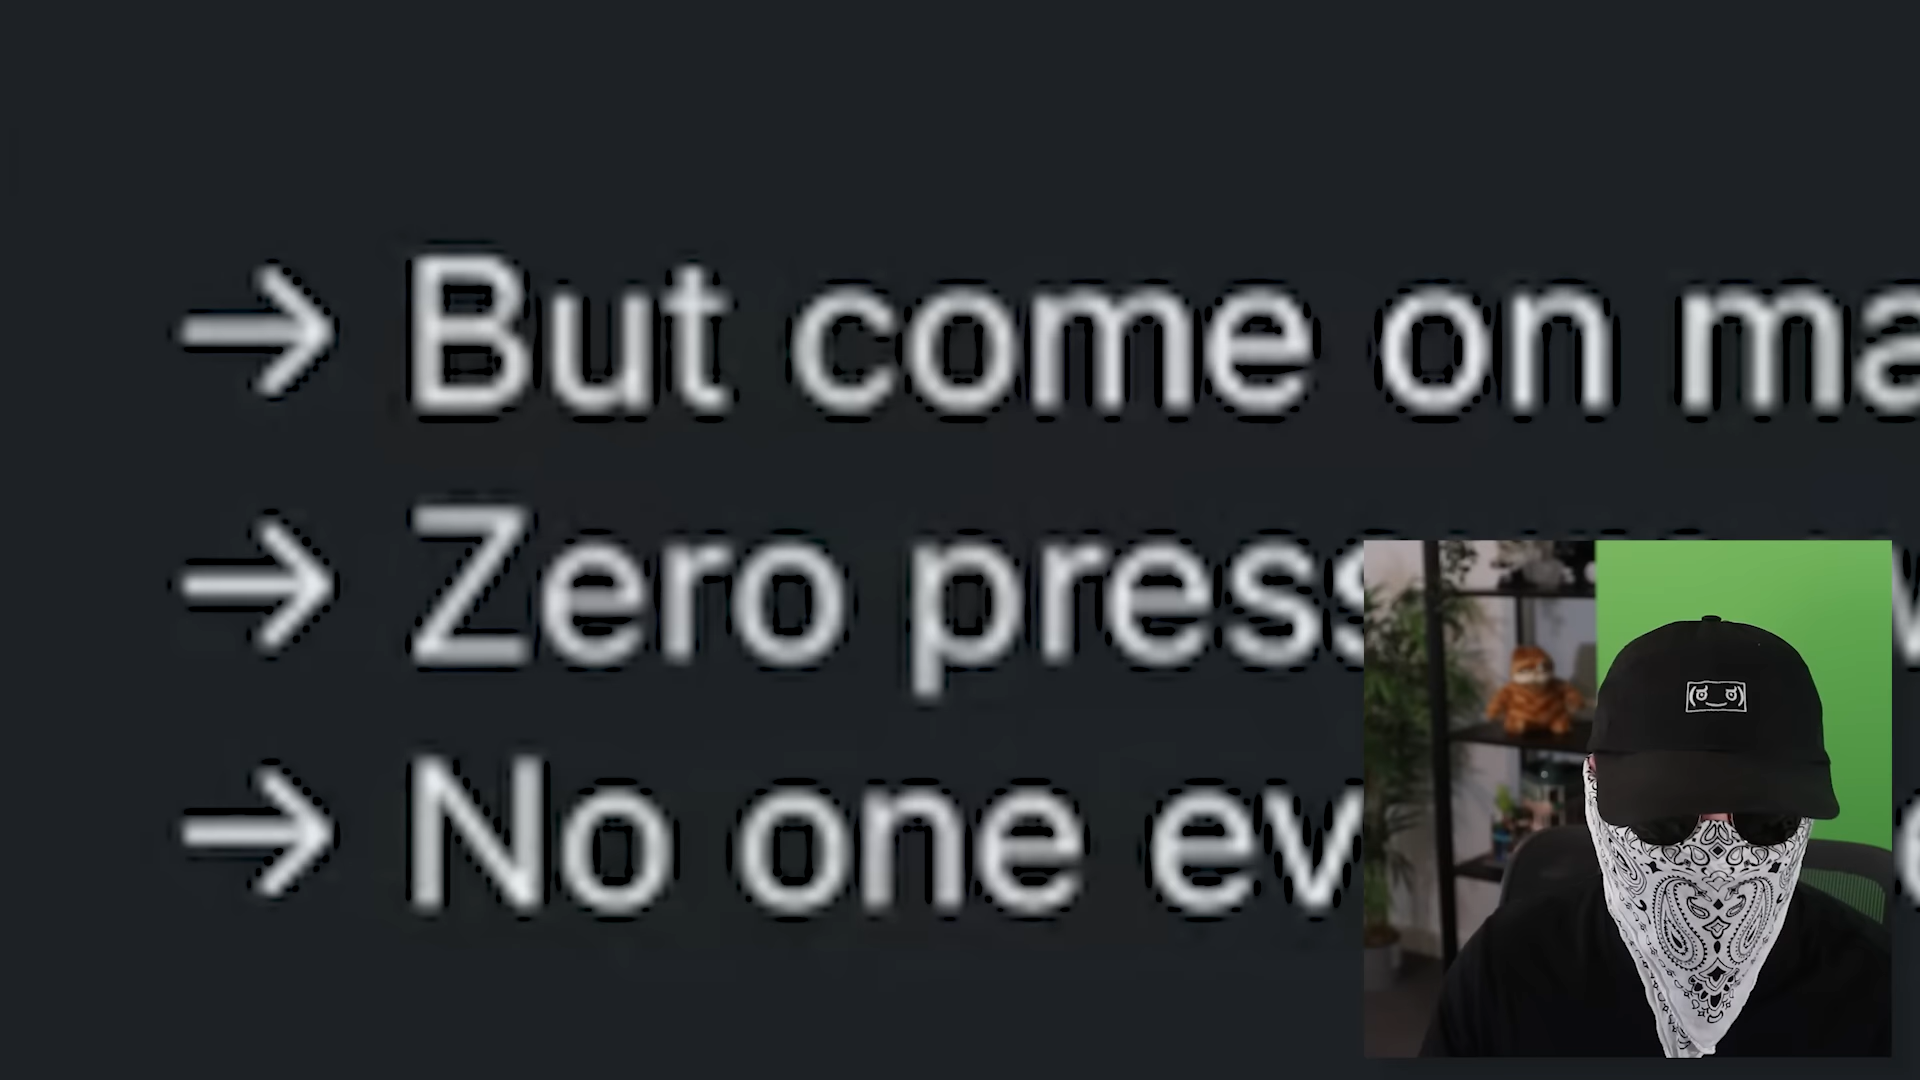 → But come on ma
→ Zero press
→ No one ev